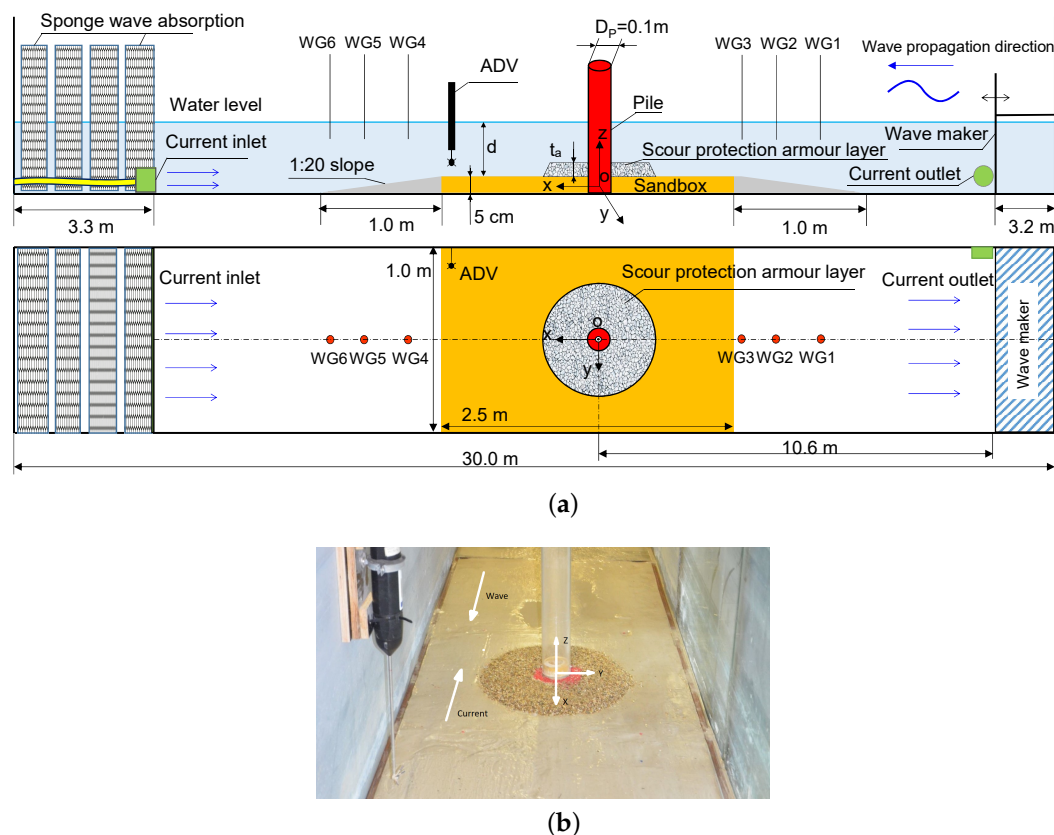 Sponge wave absorption
WG6 WG5 WG4
D_P=0.1m
WG3 WG2 WG1
Wave propagation direction
ADV
Water level
Pile
Wave maker
Current inlet
d
z
t_a
Scour protection armour layer
1:20 slope
x
o
Sandbox
Current outlet
y
3.3 m
1.0 m
5 cm
1.0 m
3.2 m
Current inlet
1.0 m
ADV
Scour protection armour layer
Current outlet
o
x
WG6 WG5 WG4
WG3 WG2 WG1
y
Wave maker
2.5 m
10.6 m
30.0 m
(a)
Wave
Z
Y
X
Current
(b)